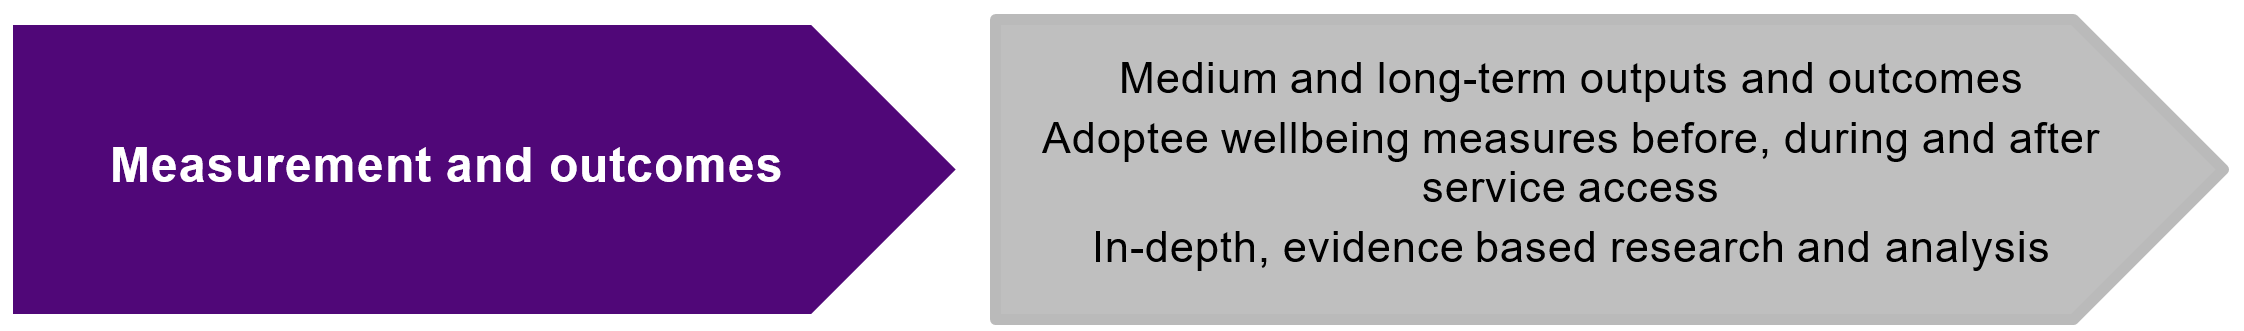 Measurement and outcomes
Medium and long-term outputs and outcomes
Adoptee wellbeing measures before, during and after
service access
In-depth, evidence based research and analysis